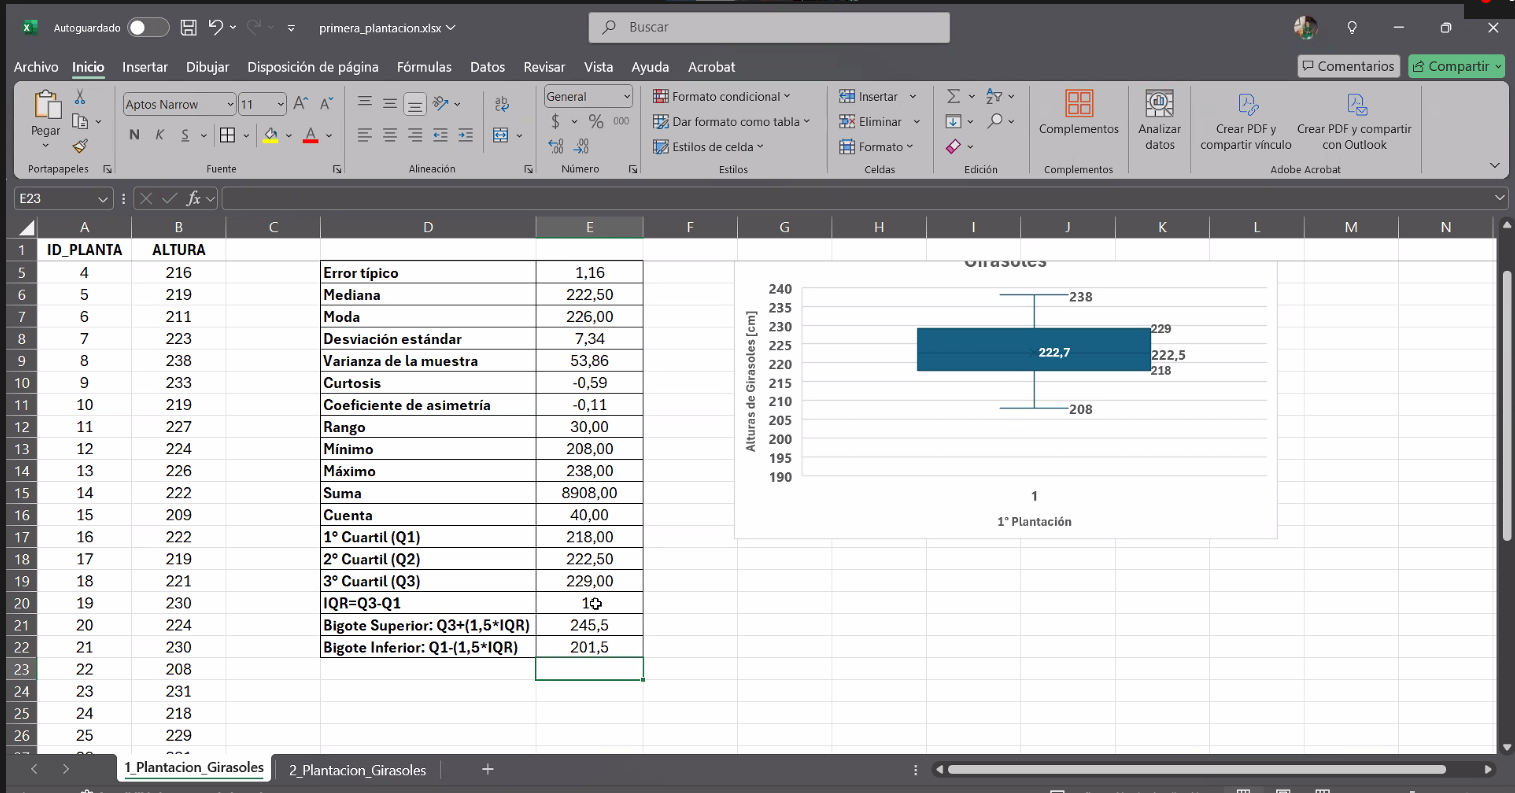 Autoguardado primera_plantacion.xlsx Buscar
Archivo Inicio Insertar Dibujar Disposición de página Fórmulas Datos Revisar Vista Ayuda Acrobat Comentarios Compartir
Pegar
Portapapeles
Aptos Narrow 11
N K S
Fuente
ab
Alineación
General
$ % 000
Número
Formato condicional
Dar formato como tabla
Estilos de celda
Estilos
Insertar
Eliminar
Formato
Celdas
Edición
Complementos
Complementos
Analizar datos
Crear PDF y compartir vínculo
Crear PDF y compartir con Outlook
Adobe Acrobat
E23 fx
A B C D E F G H I J K L M N
1 ID_PLANTA ALTURA
5 4 216 Error típico 1,16
6 5 219 Mediana 222,50
7 6 211 Moda 226,00
8 7 223 Desviación estándar 7,34
9 8 238 Varianza de la muestra 53,86
10 9 233 Curtosis -0,59
11 10 219 Coeficiente de asimetría -0,11
12 11 227 Rango 30,00
13 12 224 Mínimo 208,00
14 13 226 Máximo 238,00
15 14 222 Suma 8908,00
16 15 209 Cuenta 40,00
17 16 222 1° Cuartil (Q1) 218,00
18 17 219 2° Cuartil (Q2) 222,50
19 18 221 3° Cuartil (Q3) 229,00
20 19 230 IQR=Q3-Q1
21 20 224 Bigote Superior: Q3+(1,5*IQR) 245,5
22 21 230 Bigote Inferior: Q1-(1,5*IQR) 201,5
23 22 208
24 23 231
25 24 218
26 25 229
Girasoles
Alturas de Girasoles [cm]
240
235
230
225
220
215
210
205
200
195
190
238
229
222,7
222,5
218
208
1
1° Plantación
1_Plantacion_Girasoles 2_Plantacion_Girasoles